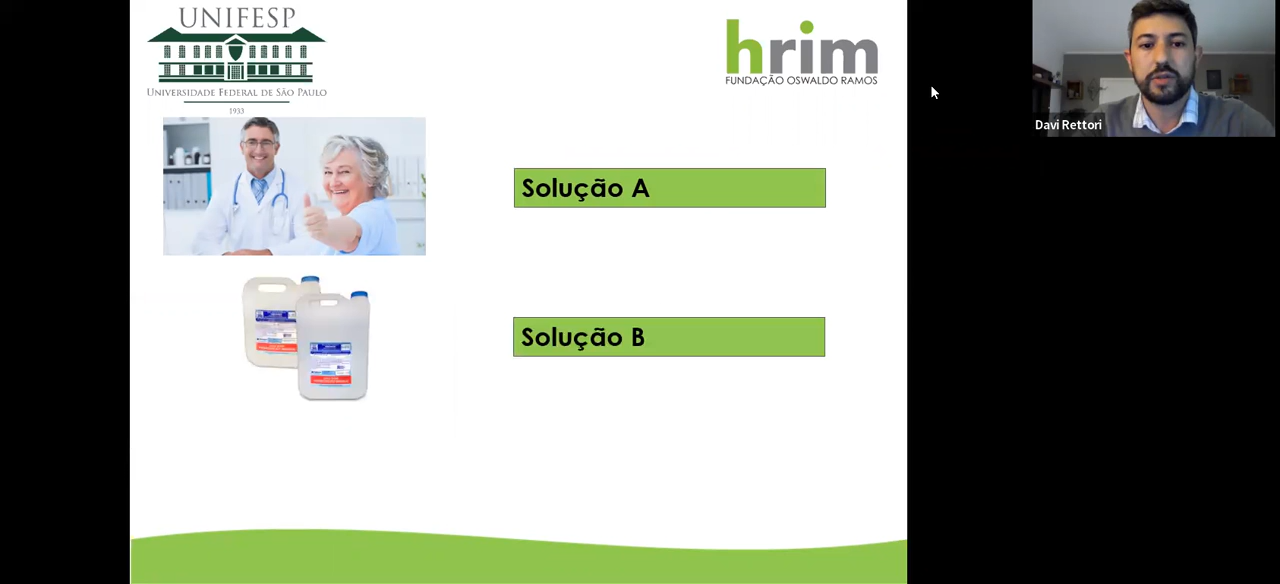 UNIFESP
UNIVERSIDADE FEDERAL DE SÃO PAULO
1933
hrim
FUNDAÇÃO OSWALDO RAMOS
Davi Rettori
Solução A
Solução B